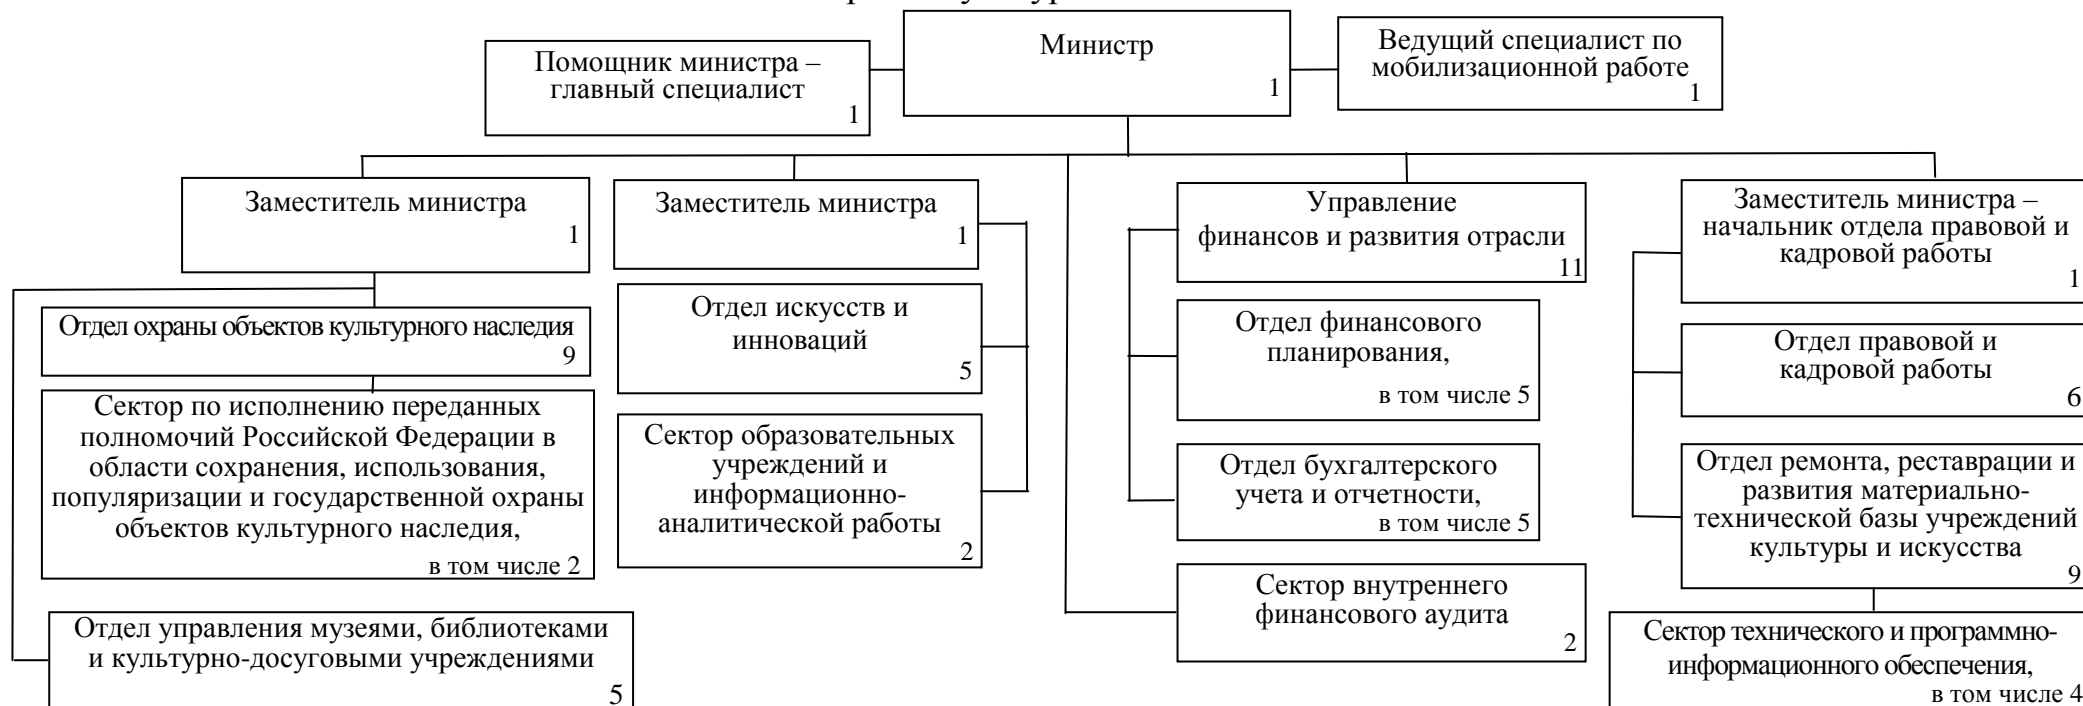 Помощник министра –
главный специалист
1
Министр
1
Ведущий специалист по
мобилизационной работе
1
Заместитель министра
1
Отдел охраны объектов культурного наследия
9
Сектор по исполнению переданных
полномочий Российской Федерации в
области сохранения, использования,
популяризации и государственной охраны
объектов культурного наследия,
в том числе 2
Отдел управления музеями, библиотеками
и культурно-досуговыми учреждениями
5
Заместитель министра
1
Отдел искусств и
инноваций
5
Сектор образовательных
учреждений и
информационно-
аналитической работы
2
Управление
финансов и развития отрасли
11
Отдел финансового
планирования,
в том числе 5
Отдел бухгалтерского
учета и отчетности,
в том числе 5
Сектор внутреннего
финансового аудита
2
Заместитель министра –
начальник отдела правовой и
кадровой работы
1
Отдел правовой и
кадровой работы
6
Отдел ремонта, реставрации и
развития материально-
технической базы учреждений
культуры и искусства
9
Сектор технического и программно-
информационного обеспечения,
в том числе 4